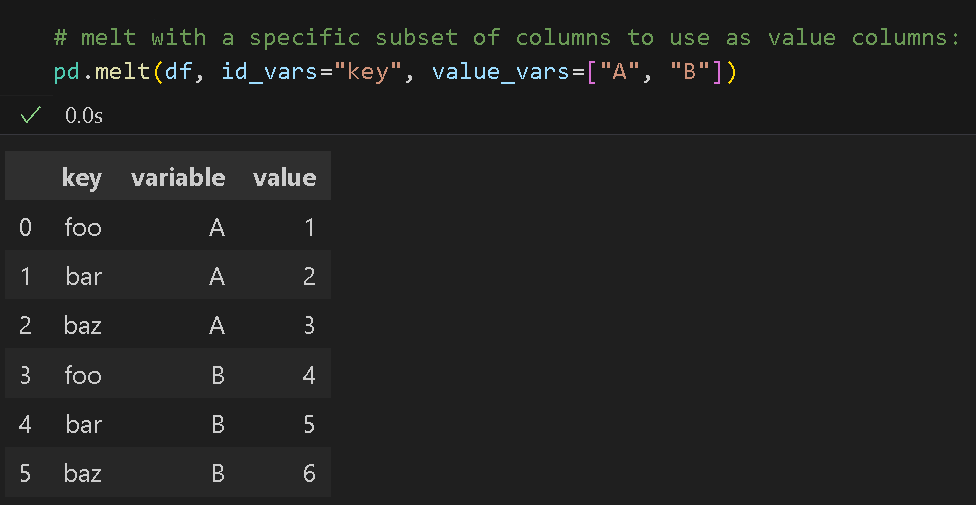 # melt with a specific subset of columns to use as value columns:
pd.melt(df, id_vars="key", value_vars=["A", "B"])
0.0s
key variable value
0 foo A 1
1 bar A 2
2 baz A 3
3 foo B 4
4 bar B 5
5 baz B 6